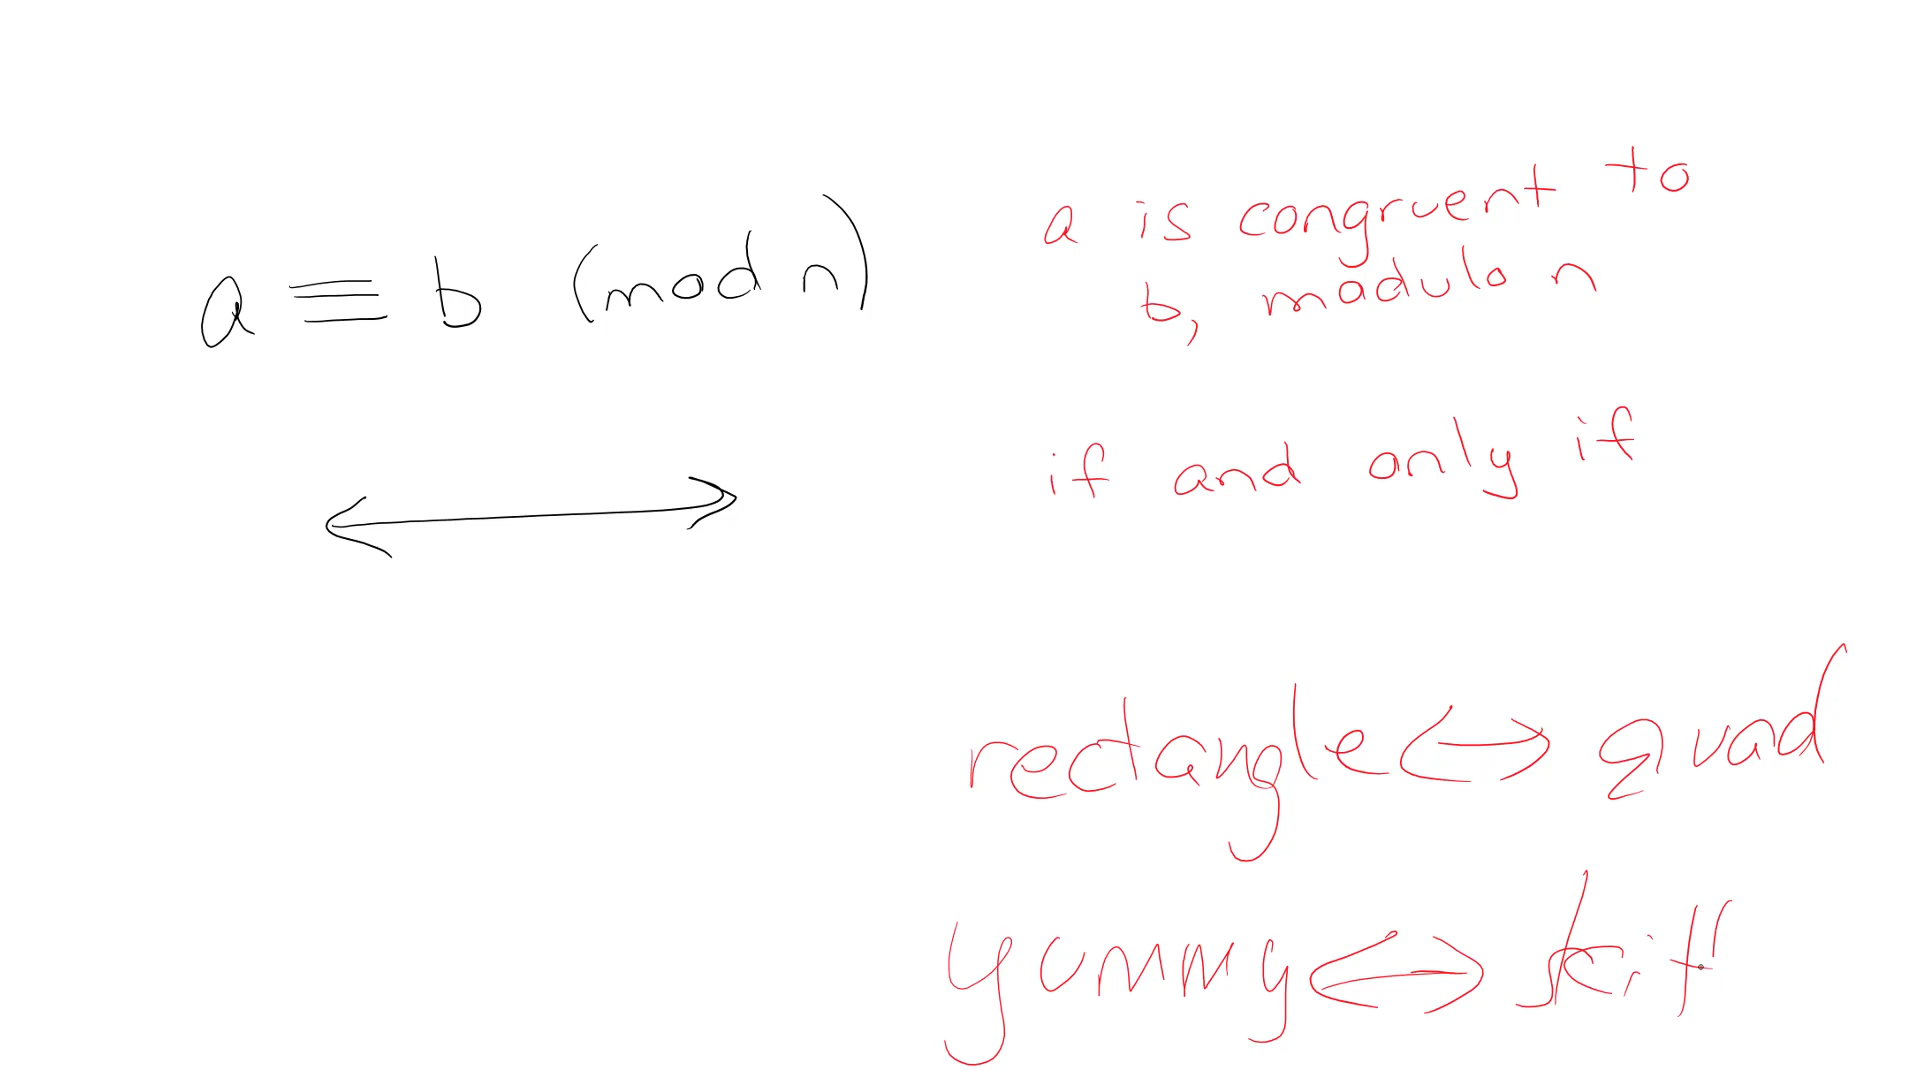 a ≡ b (mod n)
a is congruent to
b, modulo n
⟷
if and only if
rectangle ⟷ quad
yummy ⟷